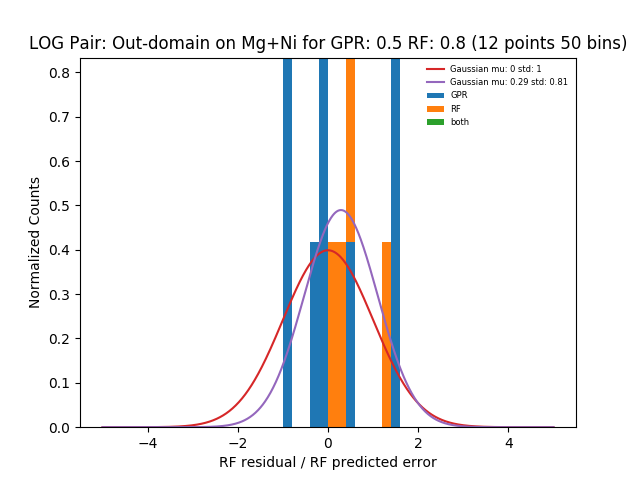 LOG Pair: Out-domain on Mg+Ni for GPR: 0.5 RF: 0.8 (12 points 50 bins)
Gaussian mu: 0 std: 1
Gaussian mu: 0.29 std: 0.81
GPR
RF
both
0.8
0.7
0.6
0.5
0.4
0.3
0.2
0.1
0.0
Normalized Counts
−4
−2
0
2
4
RF residual / RF predicted error